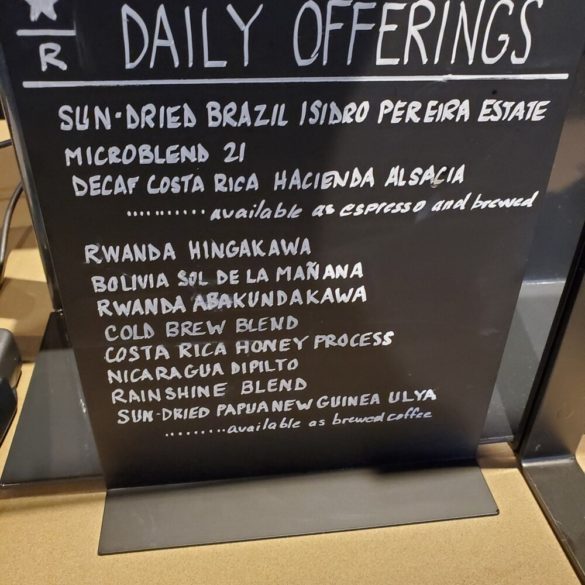 R
DAILY OFFERINGS
SUN-DRIED BRAZIL ISIDRO PEREIRA ESTATE
MICROBLEND 21
DECAF COSTA RICA HACIENDA ALSACIA
........... available as espresso and brewed
RWANDA HINGAKAWA
BOLIVIA SOL DE LA MAÑANA
RWANDA ABAKUNDAKAWA
COLD BREW BLEND
COSTA RICA HONEY PROCESS
NICARAGUA DIPILTO
RAINSHINE BLEND
SUN-DRIED PAPUA NEW GUINEA ULYA
........available as brewed coffee